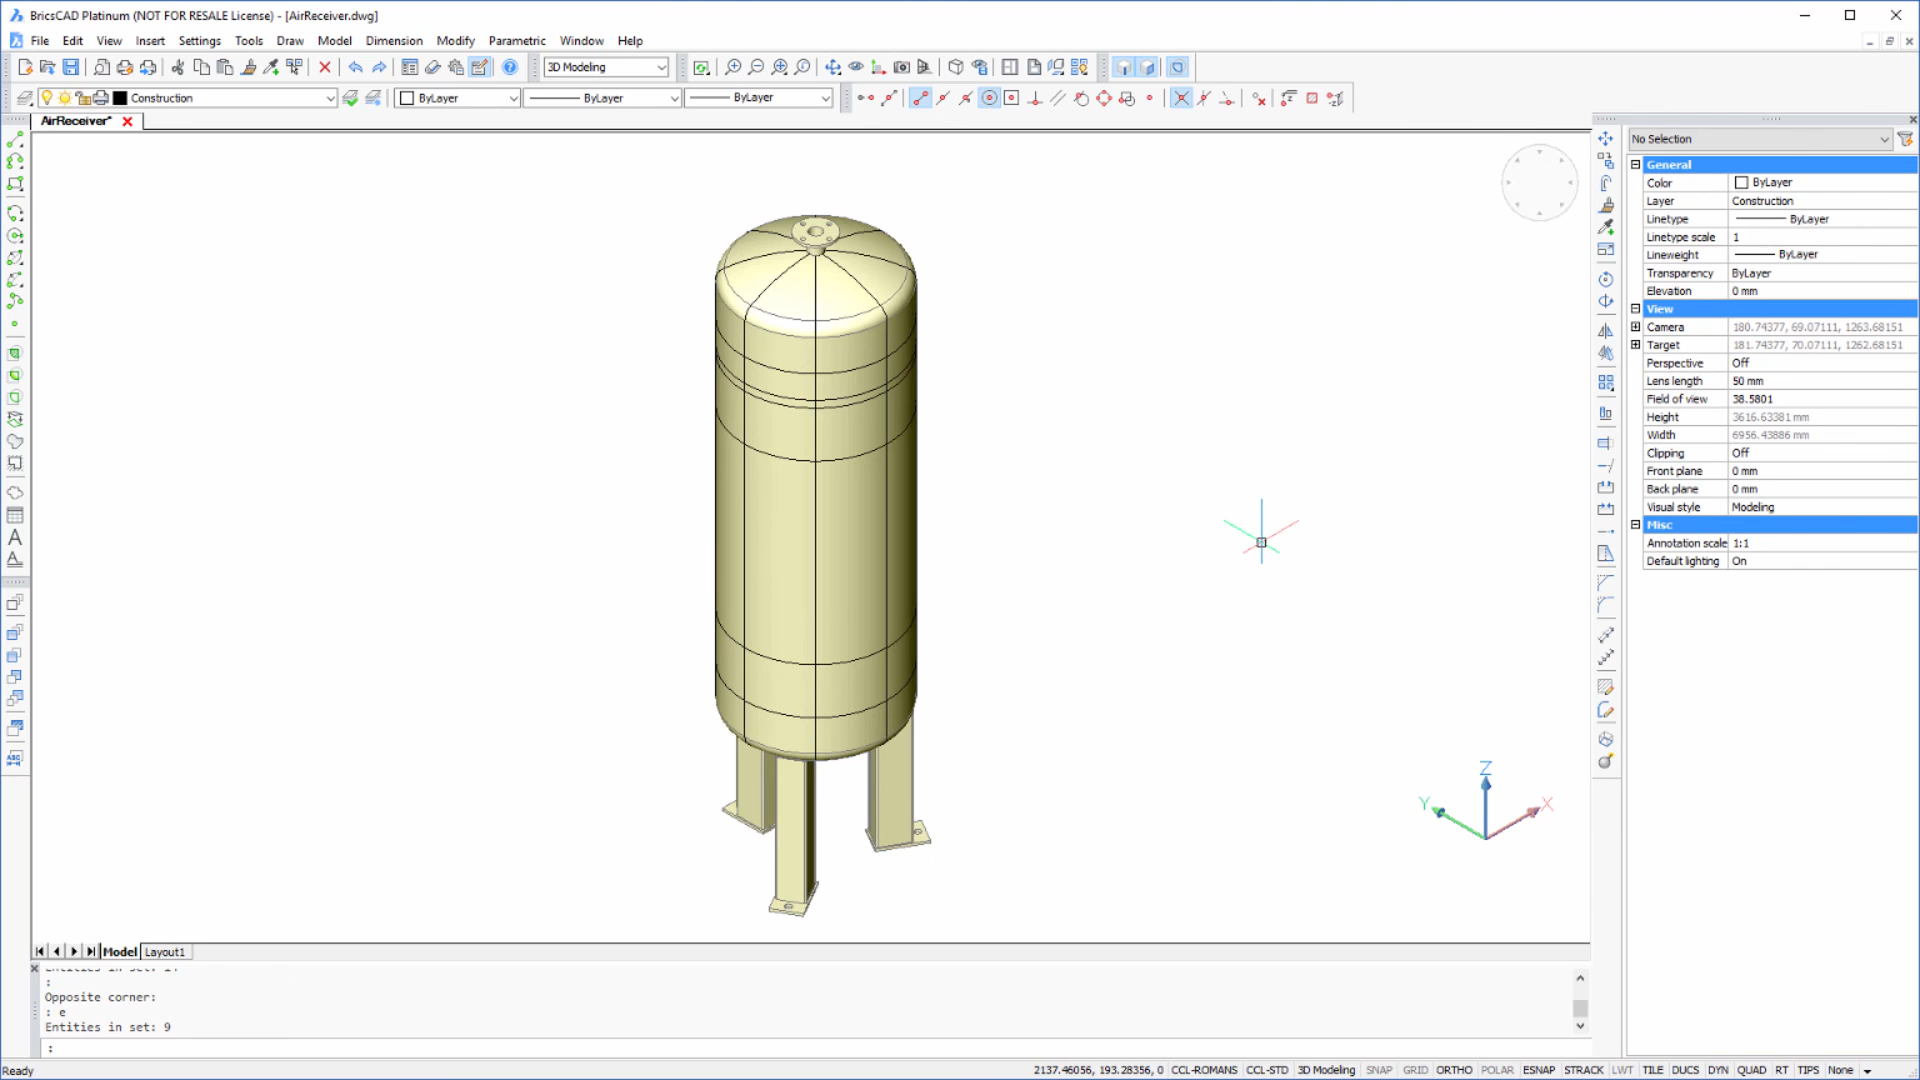 BricsCAD Platinum (NOT FOR RESALE License) - [AirReceiver.dwg]
File Edit View Insert Settings Tools Draw Model Dimension Modify Parametric Window Help
3D Modeling
Construction ByLayer ByLayer ByLayer
AirReceiver*
No Selection
General
Color ByLayer
Layer Construction
Linetype ByLayer
Linetype scale 1
Lineweight ByLayer
Transparency ByLayer
Elevation 0 mm
View
Camera 180.74377, 69.07111, 1263.68151
Target 181.74377, 70.07111, 1262.68151
Perspective Off
Lens length 50 mm
Field of view 38.5801
Height 3616.63381 mm
Width 6956.43886 mm
Clipping Off
Front plane 0 mm
Back plane 0 mm
Visual style Modeling
Misc
Annotation scale 1:1
Default lighting On
A
A
ABC
Z
Y X
Model Layout1
:
Opposite corner:
: e
Entities in set: 9
:
Ready 2137.46056, 193.28356, 0 CCL-ROMANS CCL-STD 3D Modeling SNAP GRID ORTHO POLAR ESNAP STRACK LWT TILE DUCS DYN QUAD RT TIPS None